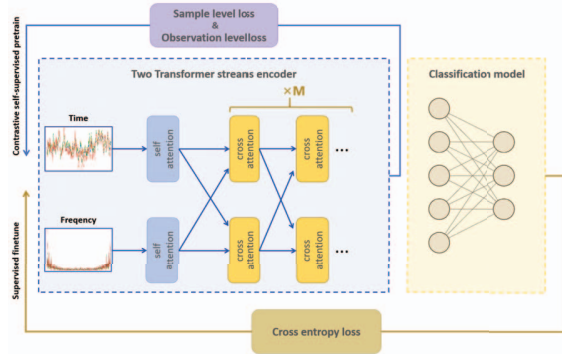 Sample level loss
&
Observation levelloss
Contrastive self-supervised pretrain
Two Transformer streans encoder
Classification model
×M
Time
self
attention
cross
attention
cross
attention
...
Freqency
self
attention
cross
attention
cross
attention
...
Supervised finetune
Cross entropy loss